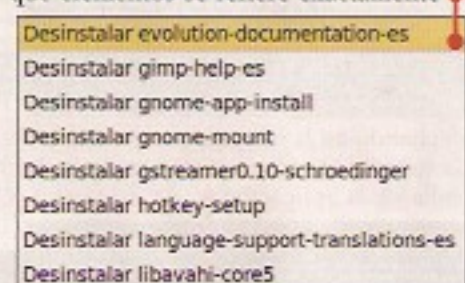 Desinstalar evolution-documentation-es
Desinstalar gimp-help-es
Desinstalar gnome-app-install
Desinstalar gnome-mount
Desinstalar gstreamer0.10-schroedinger
Desinstalar hotkey-setup
Desinstalar language-support-translations-es
Desinstalar libavahi-core5